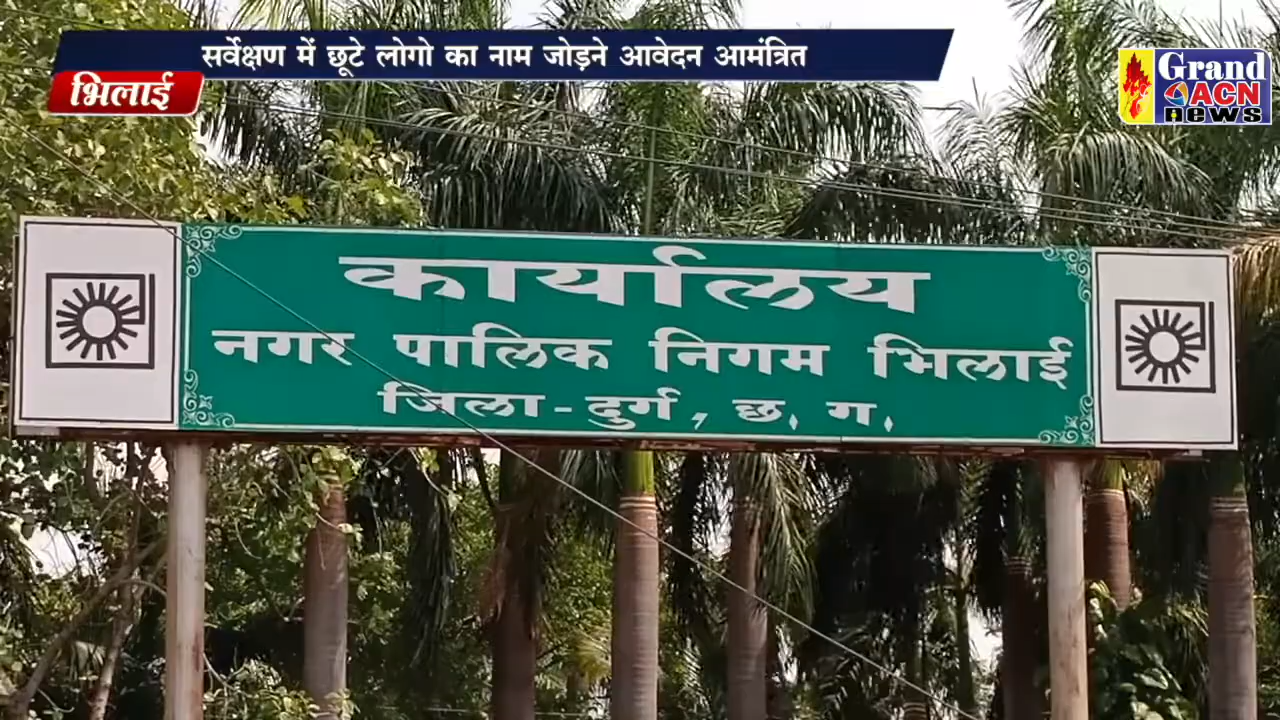 सर्वेक्षण में छूटे लोगो का नाम जोड़ने आवेदन आमंत्रित
भिलाई
Grand
ACN
news
कार्यालय
नगर पालिक निगम भिलाई
जिला - दुर्ग, छ. ग.